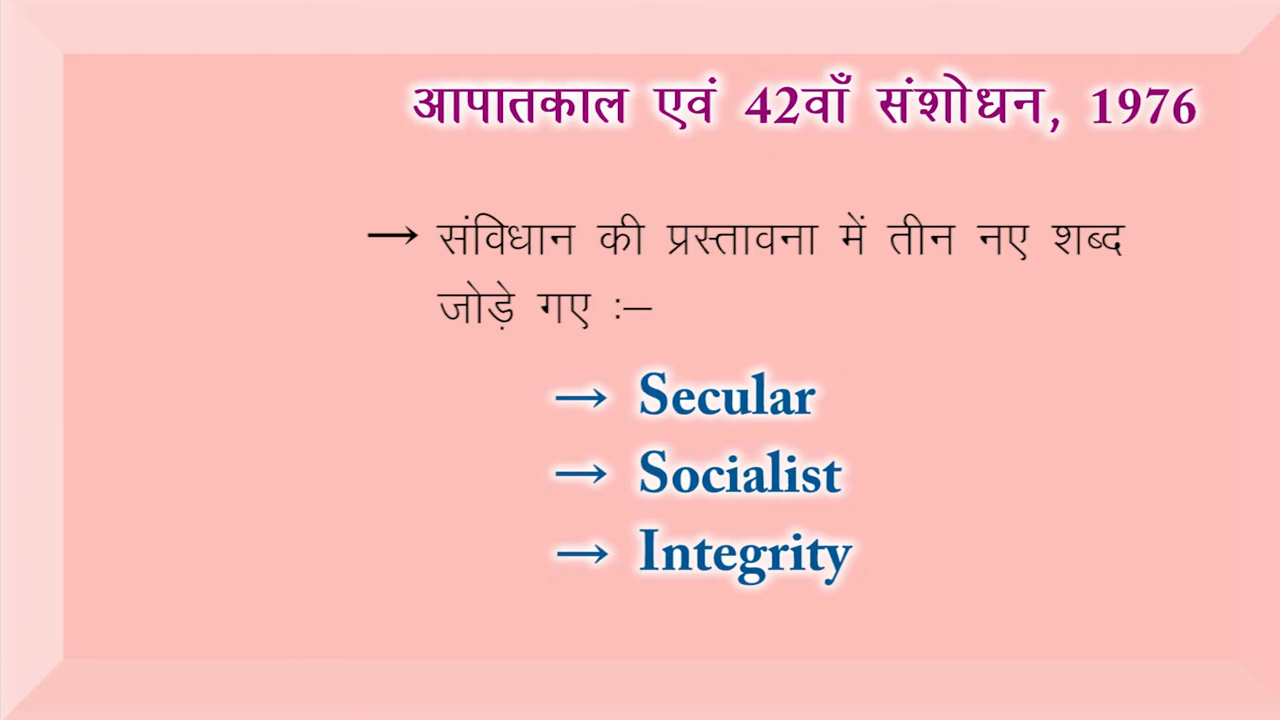 आपातकाल एवं 42वाँ संशोधन, 1976
→ संविधान की प्रस्तावना में तीन नए शब्द
जोड़े गए :–
→ Secular
→ Socialist
→ Integrity